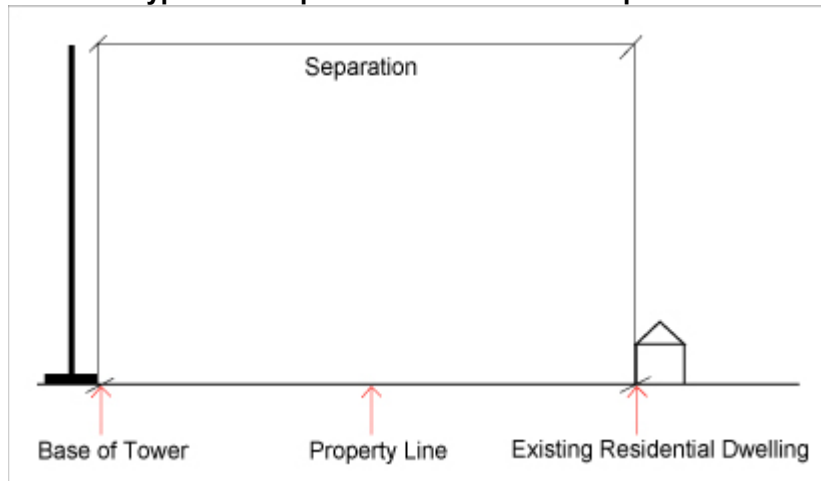 Separation
Base of Tower
Property Line
Existing Residential Dwelling